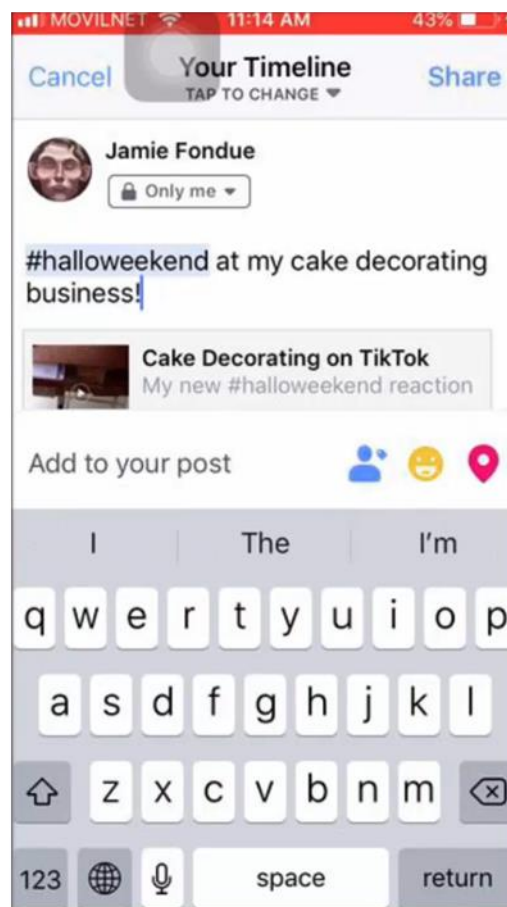 MOVILNET 11:14 AM 43%
Cancel Your Timeline Share
TAP TO CHANGE
Jamie Fondue
Only me
#halloweekend at my cake decorating
business!
Cake Decorating on TikTok
My new #halloweekend reaction
Add to your post
I The I'm
q w e r t y u i o p
a s d f g h j k l
z x c v b n m
123 space return